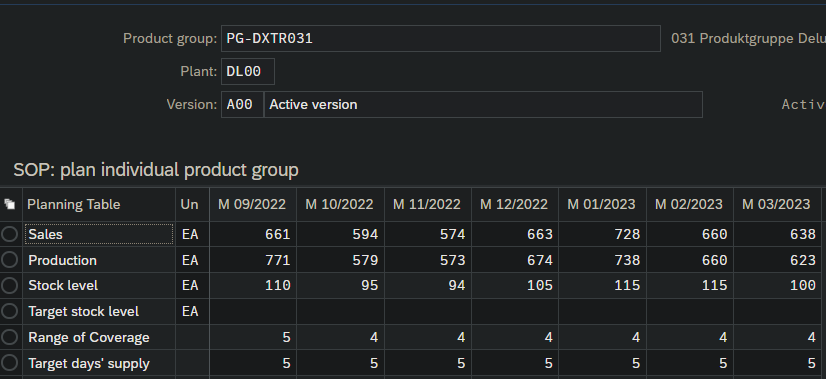 Product group: PG-DXTR031 031 Produktgruppe Delu
Plant: DL00
Version: A00 Active version Activ
SOP: plan individual product group
Planning Table Un M 09/2022 M 10/2022 M 11/2022 M 12/2022 M 01/2023 M 02/2023 M 03/2023
Sales EA 661 594 574 663 728 660 638
Production EA 771 579 573 674 738 660 623
Stock level EA 110 95 94 105 115 115 100
Target stock level EA
Range of Coverage 5 4 4 4 4 4 4
Target days' supply 5 5 5 5 5 5 5